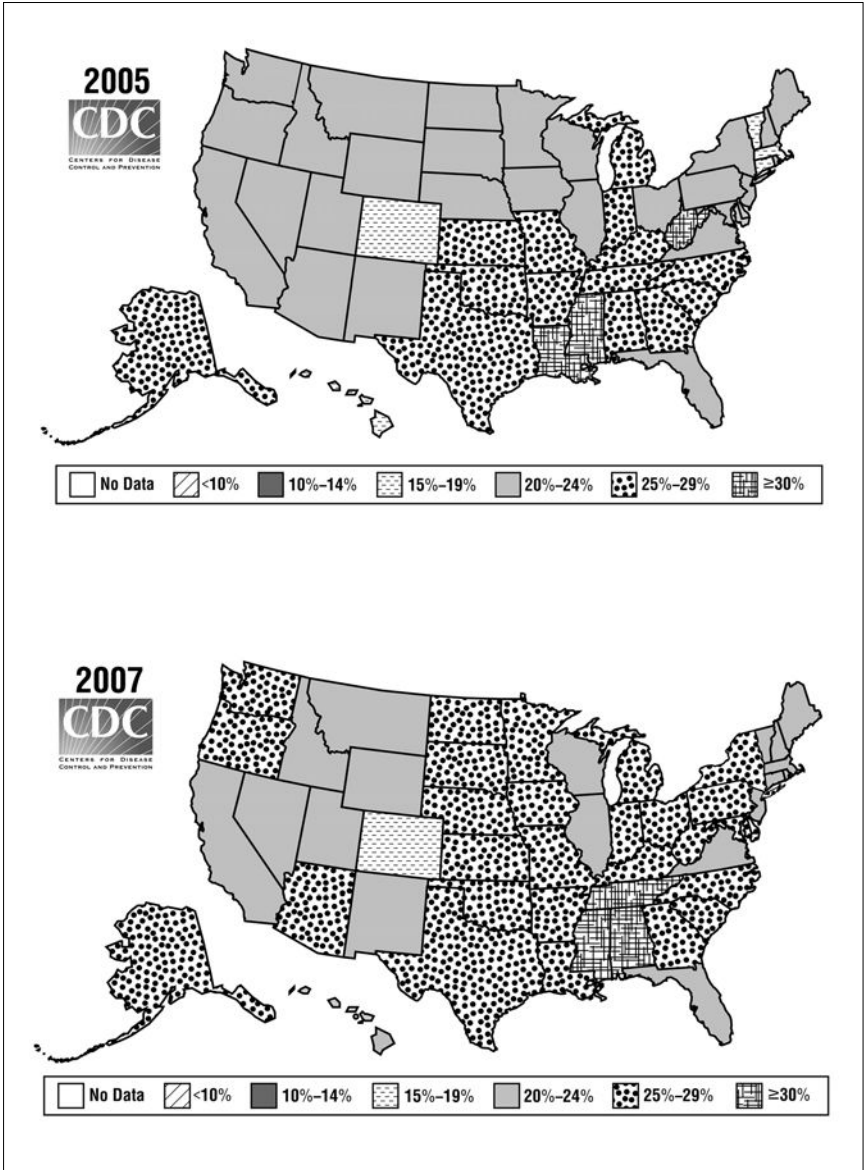 2005
CDC
CENTERS FOR DISEASE
CONTROL AND PREVENTION
No Data <10% 10%–14% 15%–19% 20%–24% 25%–29% ≥30%
2007
CDC
CENTERS FOR DISEASE
CONTROL AND PREVENTION
No Data <10% 10%–14% 15%–19% 20%–24% 25%–29% ≥30%